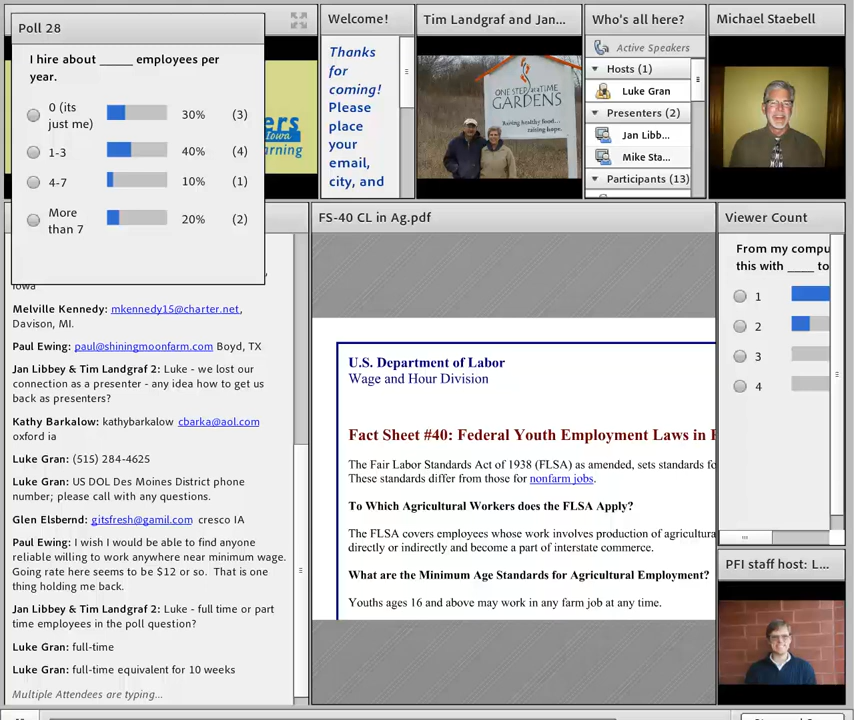 Poll 28
I hire about _____ employees per
year.
0 (its
just me)
30%
(3)
1-3
40%
(4)
4-7
10%
(1)
More
than 7
20%
(2)
Iowa
arning
Welcome!
Thanks
for
coming!
Please
place
your
email,
city, and
Tim Landgraf and Jan...
ONE STEP at a TIME
GARDENS
Raising healthy food...
raising hope.
Who's all here?
Active Speakers
Hosts (1)
Luke Gran
Presenters (2)
Jan Libb...
Mike Sta...
Participants (13)
Michael Staebell
Iowa
Melville Kennedy: mkennedy15@charter.net,
Davison, MI.
Paul Ewing: paul@shiningmoonfarm.com Boyd, TX
Jan Libbey & Tim Landgraf 2: Luke - we lost our
connection as a presenter - any idea how to get us
back as presenters?
Kathy Barkalow: kathybarkalow cbarka@aol.com
oxford ia
Luke Gran: (515) 284-4625
Luke Gran: US DOL Des Moines District phone
number; please call with any questions.
Glen Elsbernd: gitsfresh@gamil.com cresco IA
Paul Ewing: I wish I would be able to find anyone
reliable willing to work anywhere near minimum wage.
Going rate here seems to be $12 or so. That is one
thing holding me back.
Jan Libbey & Tim Landgraf 2: Luke - full time or part
time employees in the poll question?
Luke Gran: full-time
Luke Gran: full-time equivalent for 10 weeks
Multiple Attendees are typing...
FS-40 CL in Ag.pdf
U.S. Department of Labor
Wage and Hour Division
Fact Sheet #40: Federal Youth Employment Laws in
The Fair Labor Standards Act of 1938 (FLSA) as amended, sets standards fo
These standards differ from those for nonfarm jobs.
To Which Agricultural Workers does the FLSA Apply?
The FLSA covers employees whose work involves production of agricultura
directly or indirectly and become a part of interstate commerce.
What are the Minimum Age Standards for Agricultural Employment?
Youths ages 16 and above may work in any farm job at any time.
Viewer Count
From my compu
this with ____ to
1
2
3
4
PFI staff host: L...